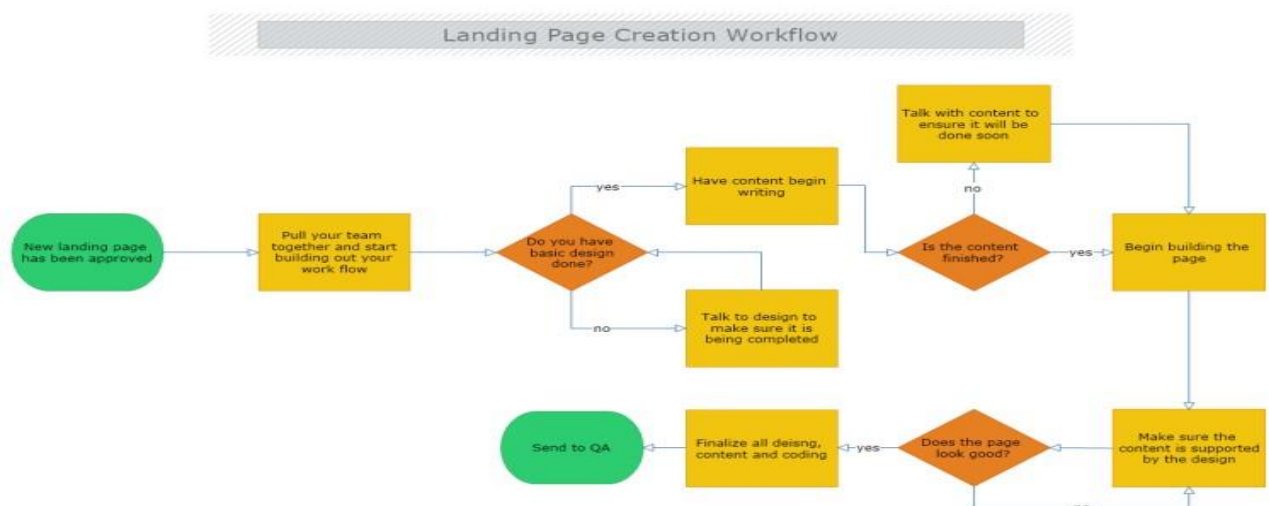 Landing Page Creation Workflow
Talk with content to
ensure it will be
done soon
yes
Have content begin
writing
no
New landing page
has been approved
Pull your team
together and start
building out your
work flow
Do you have
basic design
done?
Is the content
finished?
yes
Begin building the
page
no
Talk to design to
make sure it is
being completed
Send to QA
Finalize all deisng,
content and coding
yes
Does the page
look good?
Make sure the
content is supported
by the design